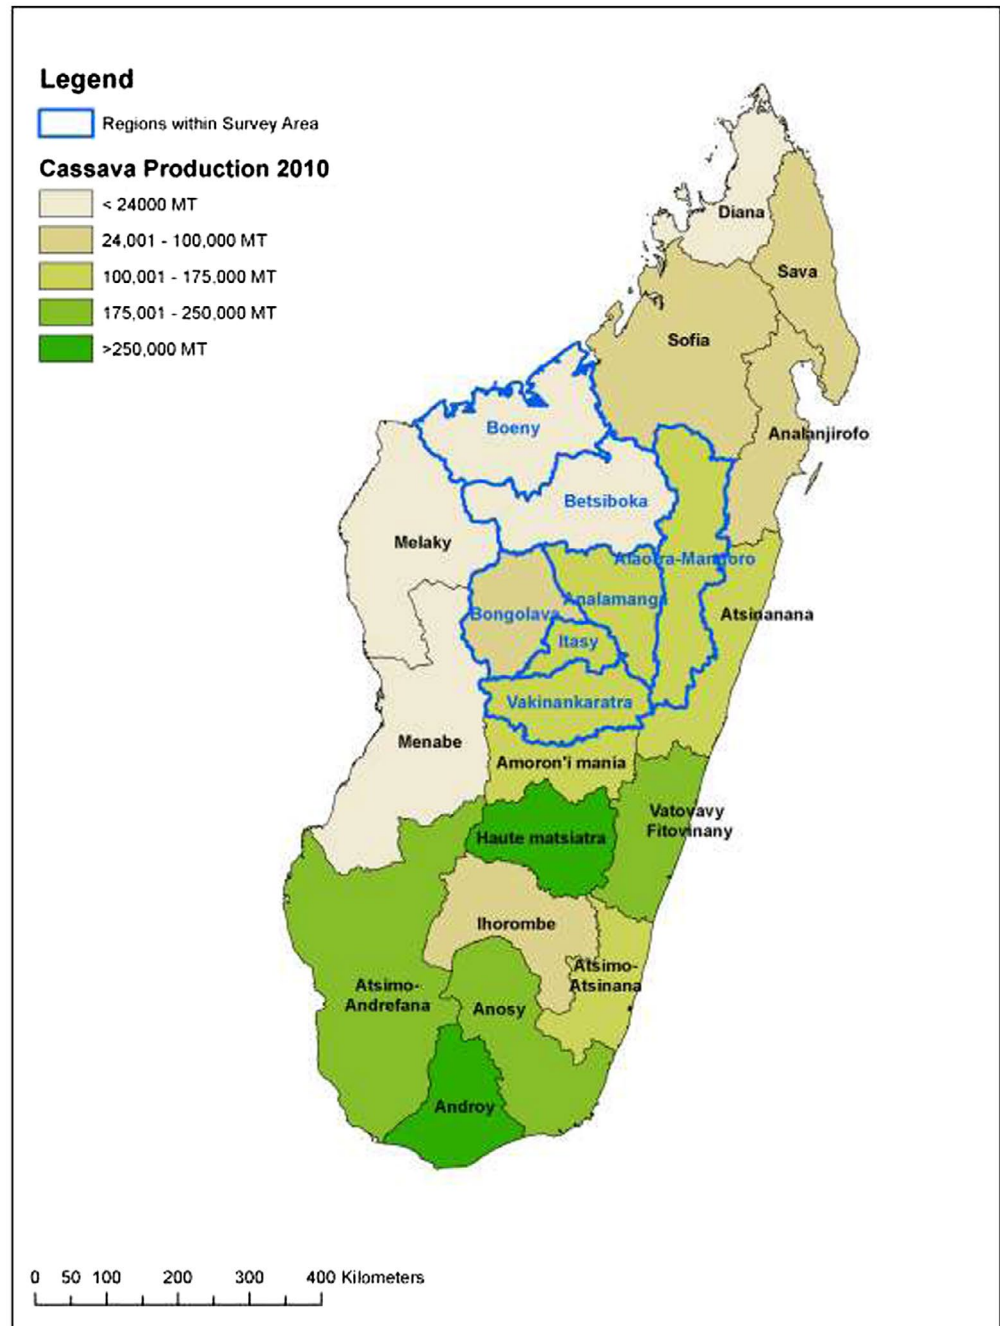 Legend
Regions within Survey Area
Cassava Production 2010
< 24000 MT
24,001 - 100,000 MT
100,001 - 175,000 MT
175,001 - 250,000 MT
>250,000 MT
Diana
Sava
Sofia
Analanjirofo
Boeny
Betsiboka
Melaky
Alaotra-Mangoro
Analamanga
Bongolava
Atsinanana
Itasy
Vakinankaratra
Menabe
Amoron'i mania
Vatovavy
Fitovinany
Haute matsiatra
Ihorombe
Atsimo-
Atsinana
Atsimo-
Andrefana
Anosy
Androy
0 50 100 200 300 400 Kilometers